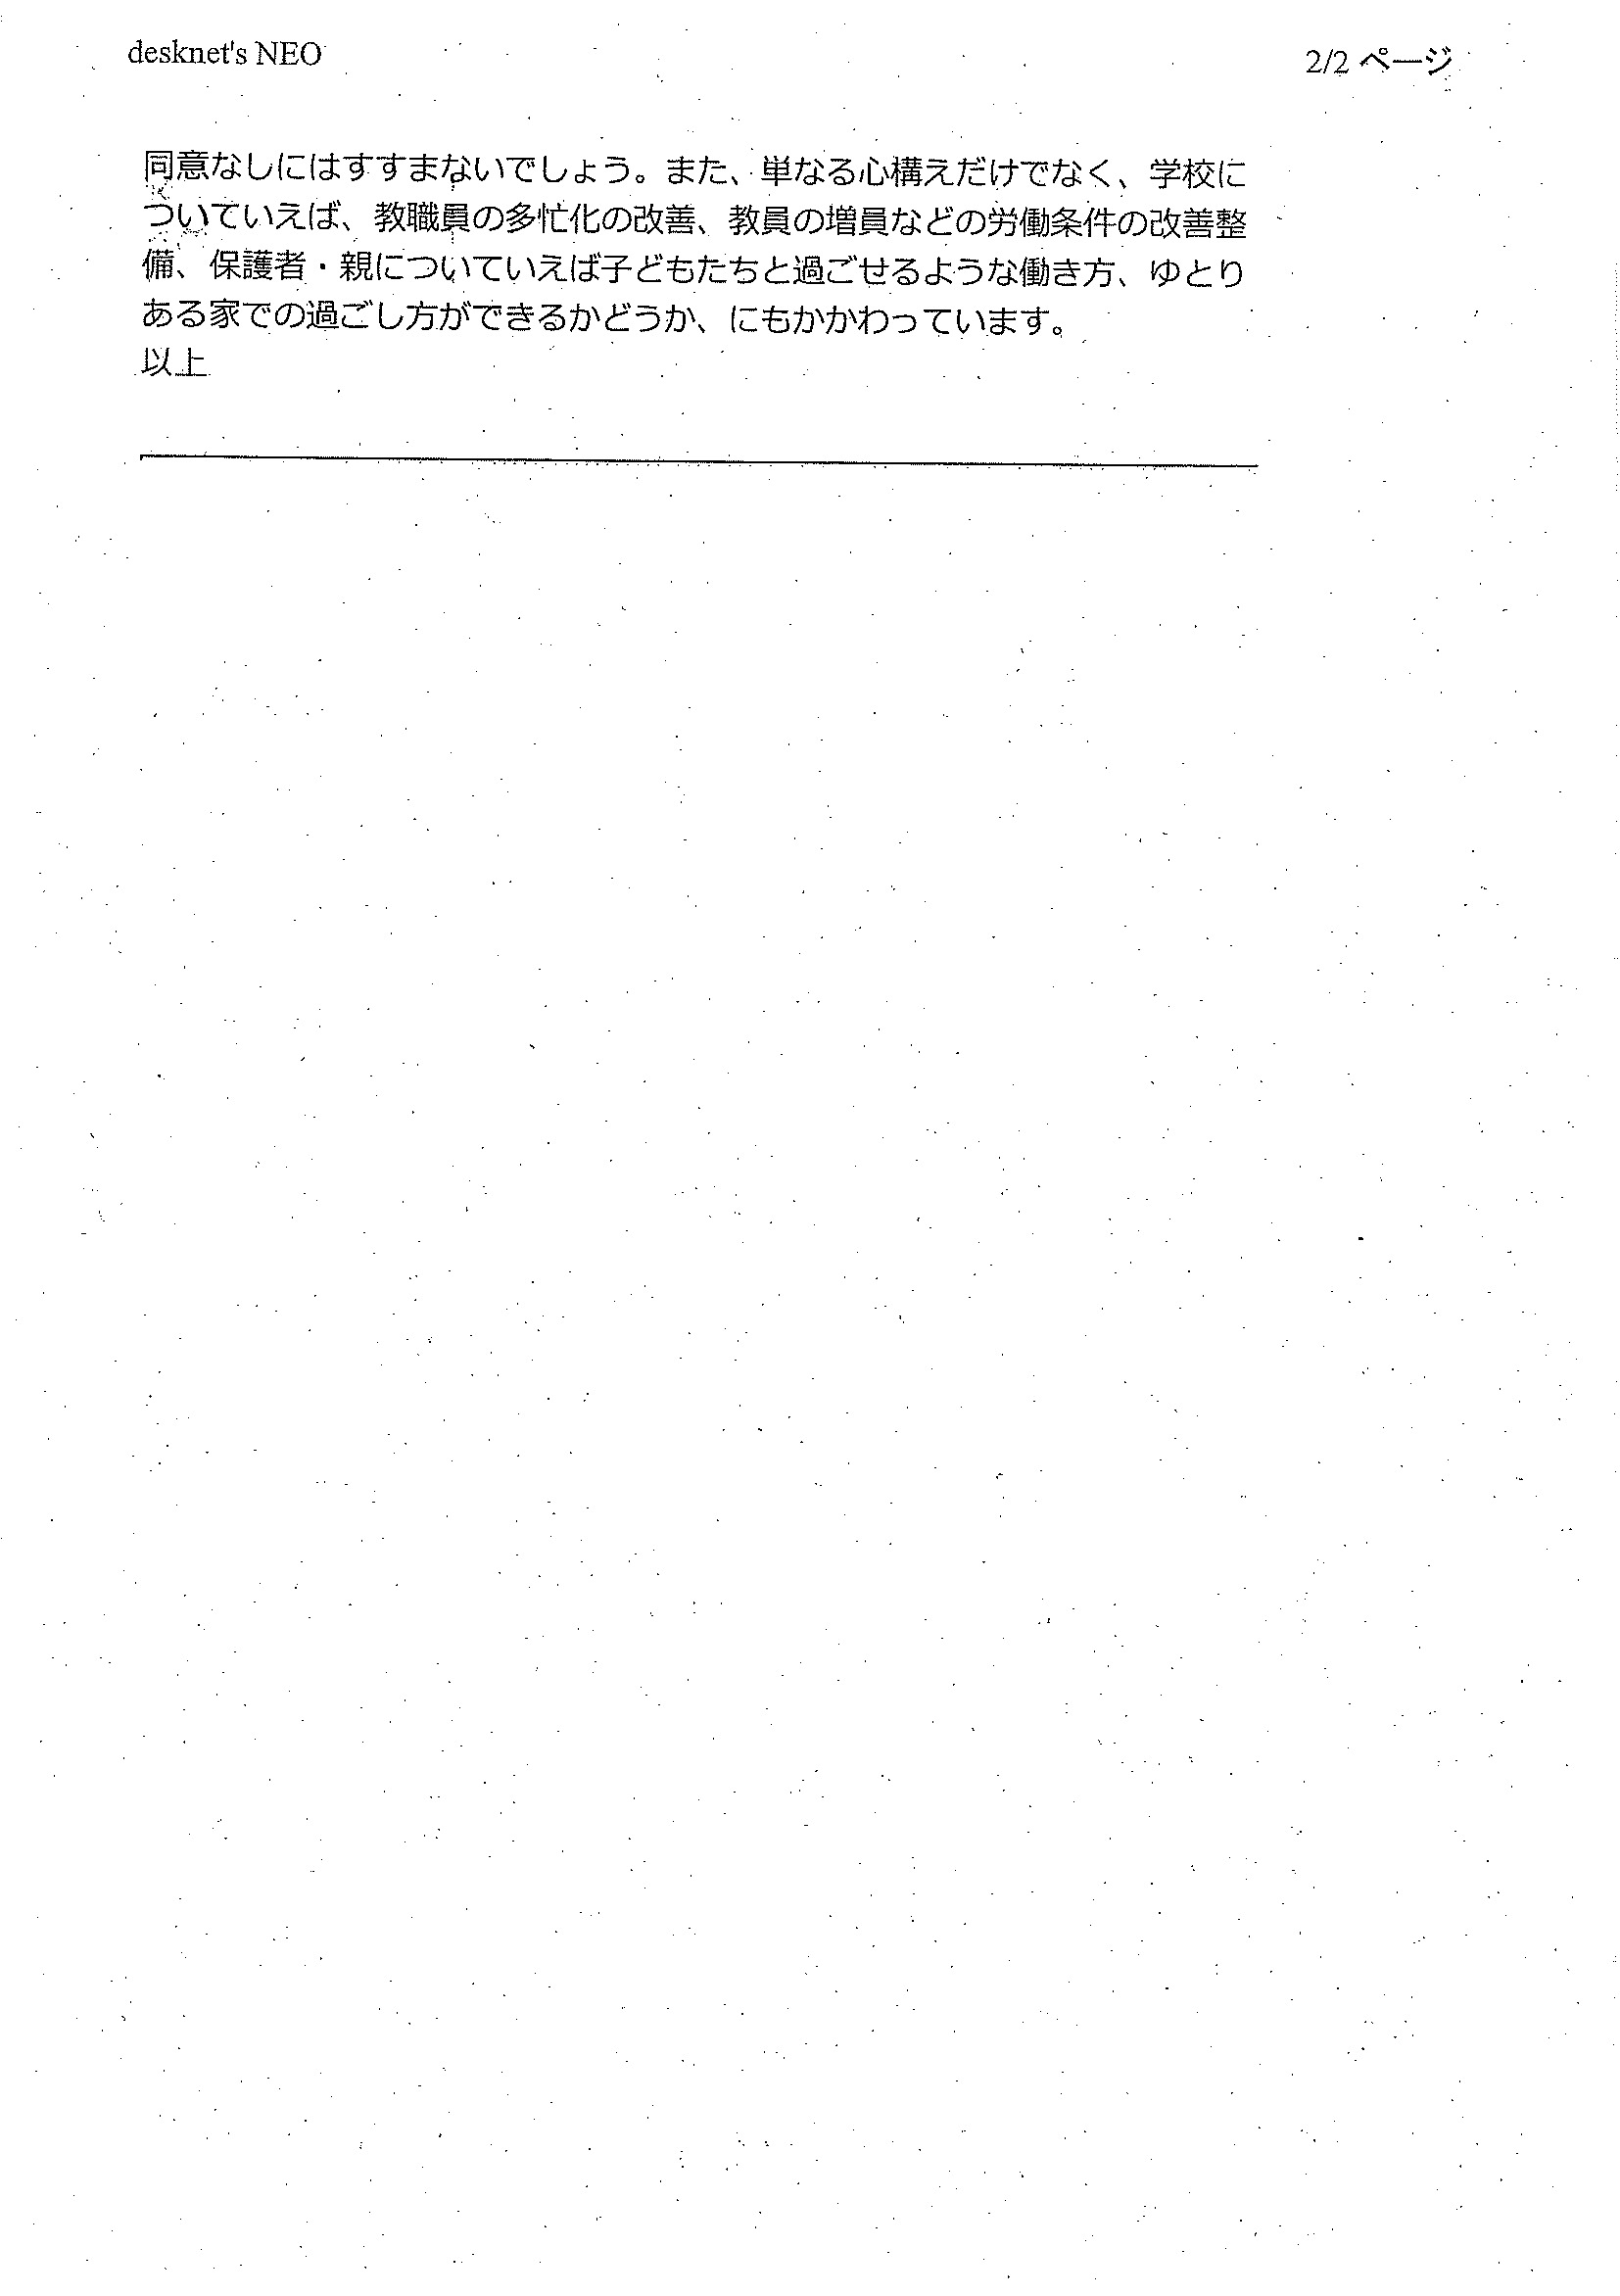 desknet's NEO
2/2 ページ
同意なしにはすすまないでしょう。また、単なる心構えだけでなく、学校に
ついていえば、教職員の多忙化の改善、教員の増員などの労働条件の改善整
備、保護者・親についていえば子どもたちと過ごせるような働き方、ゆとり
ある家での過ごし方ができるかどうか、にもかかわっています。
以上